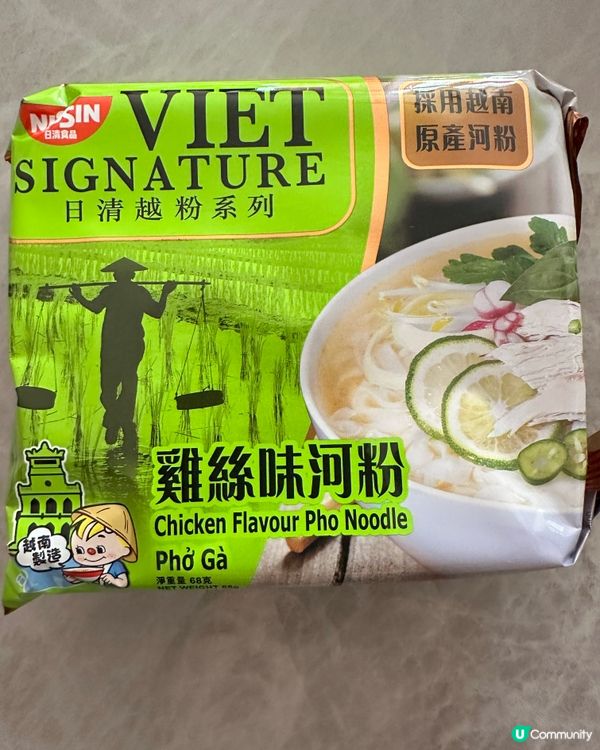 NISSIN
日清食品
VIET
SIGNATURE
日清越粉系列
採用越南
原產河粉
雞絲味河粉
Chicken Flavour Pho Noodle
Phở Gà
淨重量 68克
NET WEIGHT 68g
越南
製造
U Community